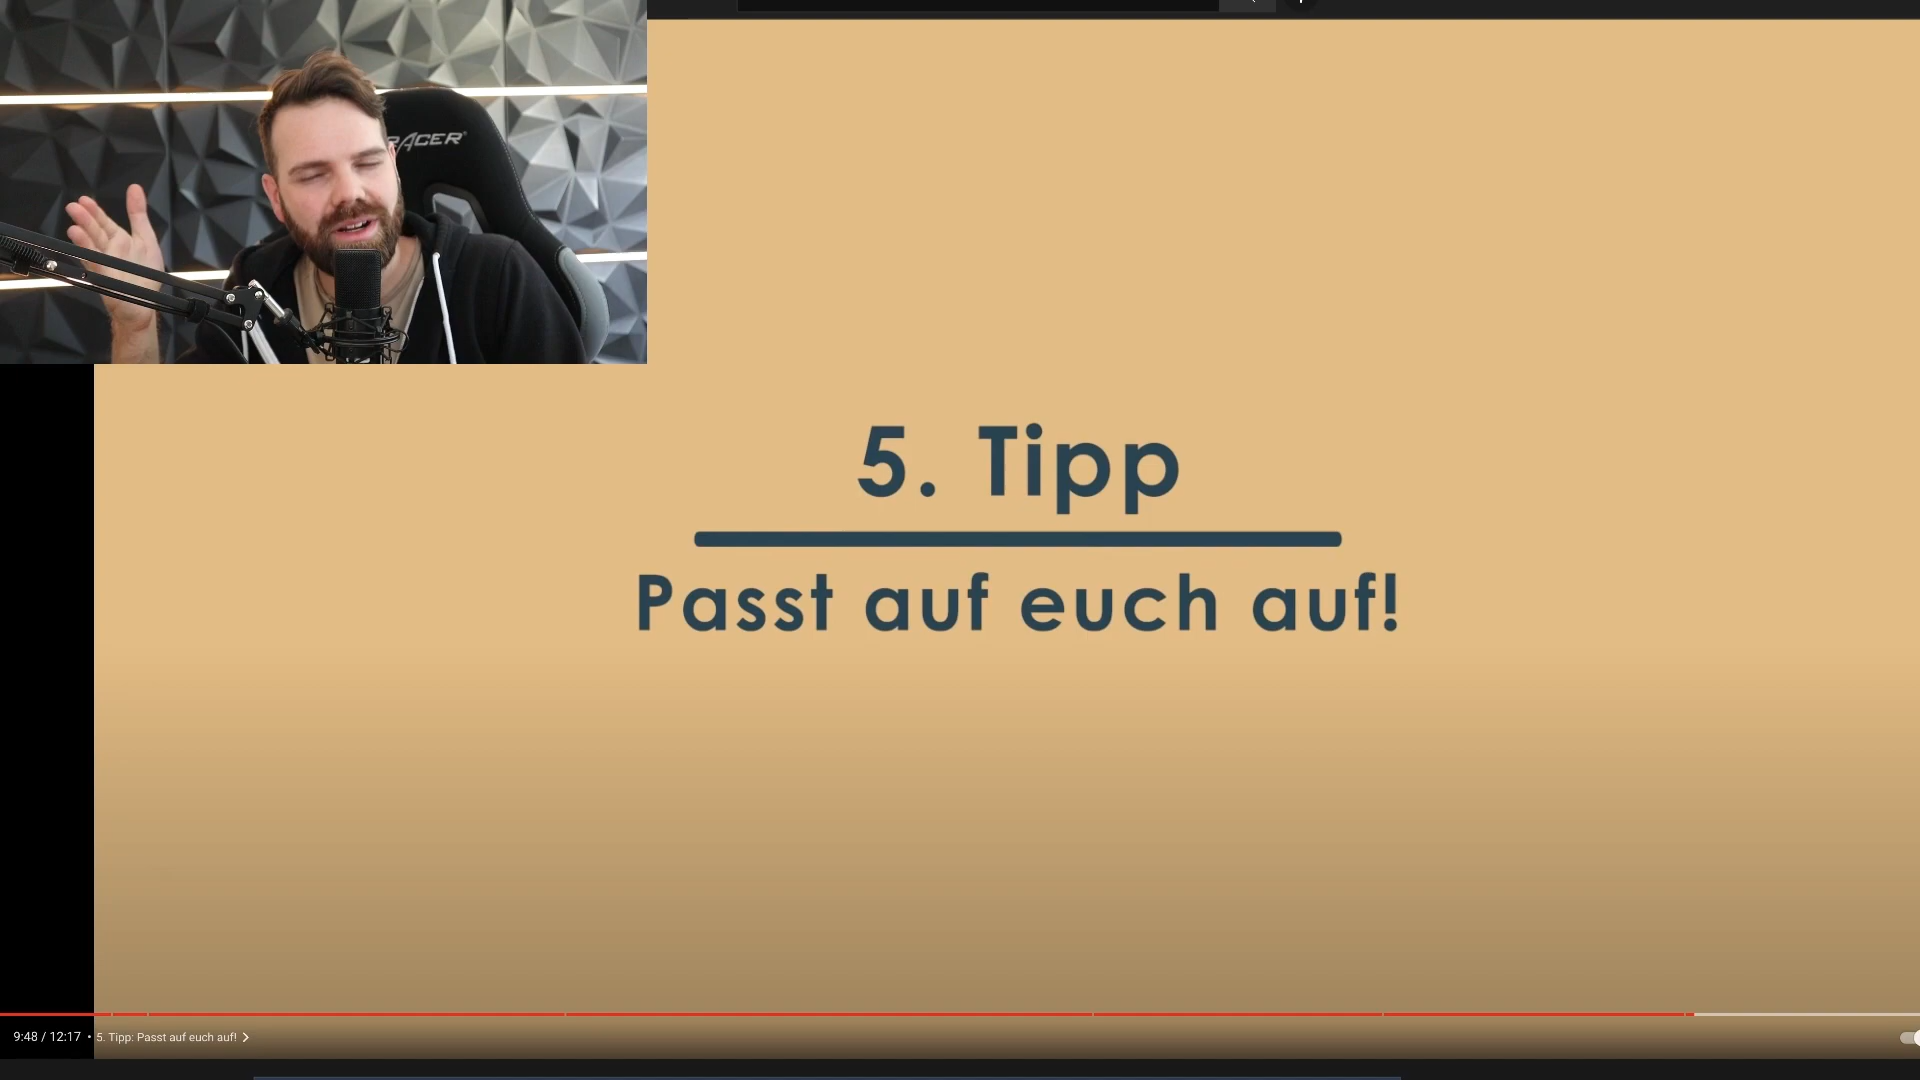 RACER
5. Tipp
Passt auf euch auf!
9:48 / 12:17 • 5. Tipp: Passt auf euch auf!